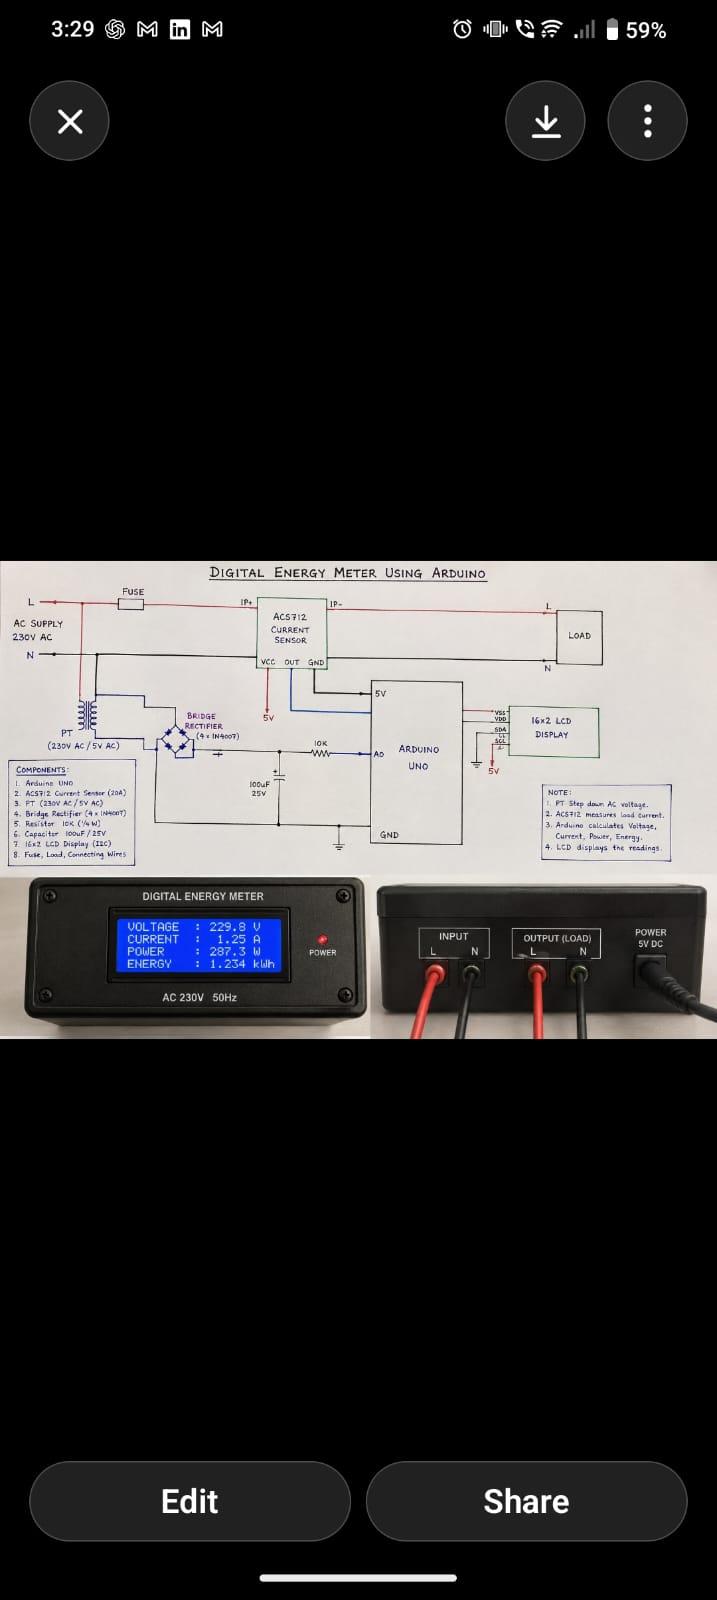 3:29
59%
DIGITAL ENERGY METER USING ARDUINO
FUSE
L
IP+
IP-
L
AC SUPPLY
230V AC
ACS712
CURRENT
SENSOR
LOAD
N
VCC OUT GND
N
5V
5V
PT
(230V AC/5V AC)
BRIDGE
RECTIFIER
(4 x 1N4007)
10K
A0
ARDUINO
UNO
VSS
VDD
SDA
SCL
16x2 LCD
DISPLAY
5V
100uF
25V
GND
COMPONENTS:
1. Arduino UNO
2. ACS712 Current Sensor (20A)
3. PT (230V AC/5V AC)
4. Bridge Rectifier (4 x 1N4007)
5. Resistor 10K (1/4 W)
6. Capacitor 100uF/25V
7. 16x2 LCD Display (I2C)
8. Fuse, Load, Connecting Wires
NOTE:
1. PT Step down AC voltage.
2. ACS712 measures load current.
3. Arduino calculates Voltage,
Current, Power, Energy.
4. LCD displays the readings.
DIGITAL ENERGY METER
VOLTAGE : 229.8 V
CURRENT : 1.25 A
POWER : 287.3 W
ENERGY : 1.234 kWh
POWER
AC 230V 50Hz
INPUT
L N
OUTPUT (LOAD)
L N
POWER
5V DC
Edit
Share